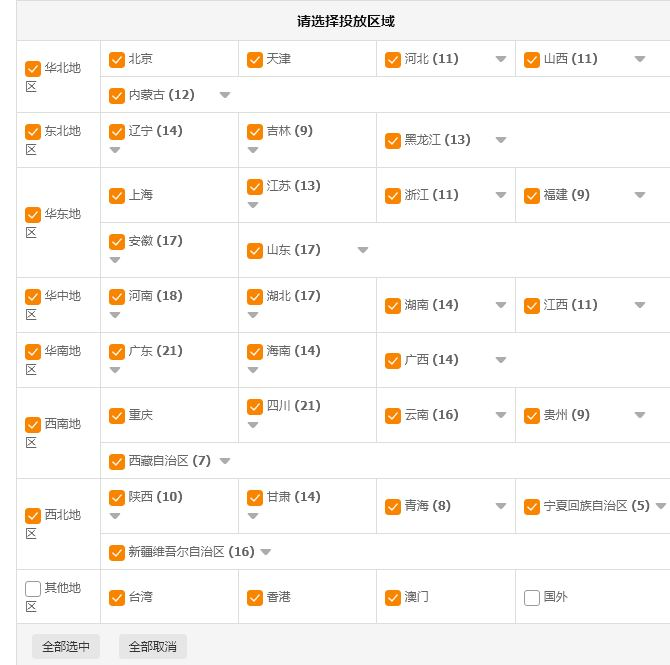 请选择投放区域
华北地区
北京
天津
河北 (11)
山西 (11)
内蒙古 (12)
东北地区
辽宁 (14)
吉林 (9)
黑龙江 (13)
华东地区
上海
江苏 (13)
浙江 (11)
福建 (9)
安徽 (17)
山东 (17)
华中地区
河南 (18)
湖北 (17)
湖南 (14)
江西 (11)
华南地区
广东 (21)
海南 (14)
广西 (14)
西南地区
重庆
四川 (21)
云南 (16)
贵州 (9)
西藏自治区 (7)
西北地区
陕西 (10)
甘肃 (14)
青海 (8)
宁夏回族自治区 (5)
新疆维吾尔自治区 (16)
其他地区
台湾
香港
澳门
国外
全部选中
全部取消